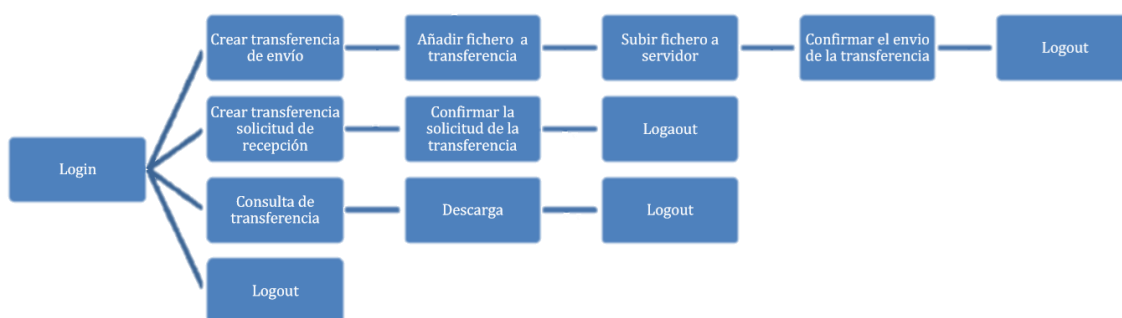 Crear transferencia
de envío
Añadir fichero  a
transferencia
Subir fichero a
servidor
Confirmar el envio
de la transferencia
Logout
Crear transferencia
solicitud de
recepción
Confirmar la
solicitud de la
transferencia
Logaout
Login
Consulta de
transferencia
Descarga
Logout
Logout